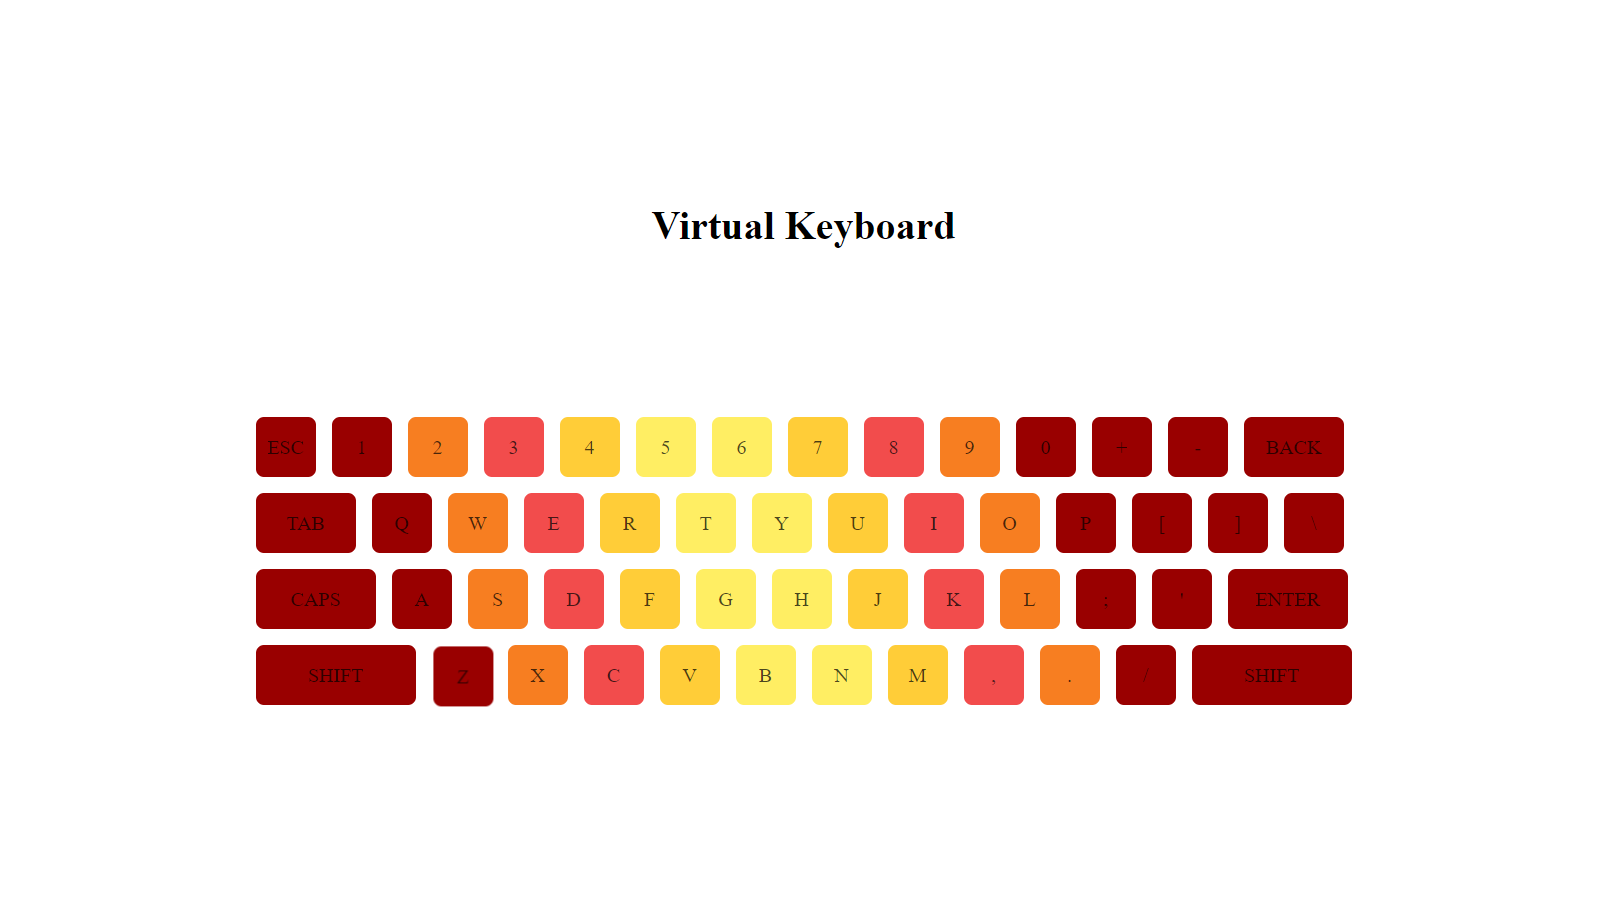 Virtual Keyboard
ESC 1 2 3 4 5 6 7 8 9 0 + - BACK
TAB Q W E R T Y U I O P [ ] \
CAPS A S D F G H J K L ; ' ENTER
SHIFT Z X C V B N M , . / SHIFT